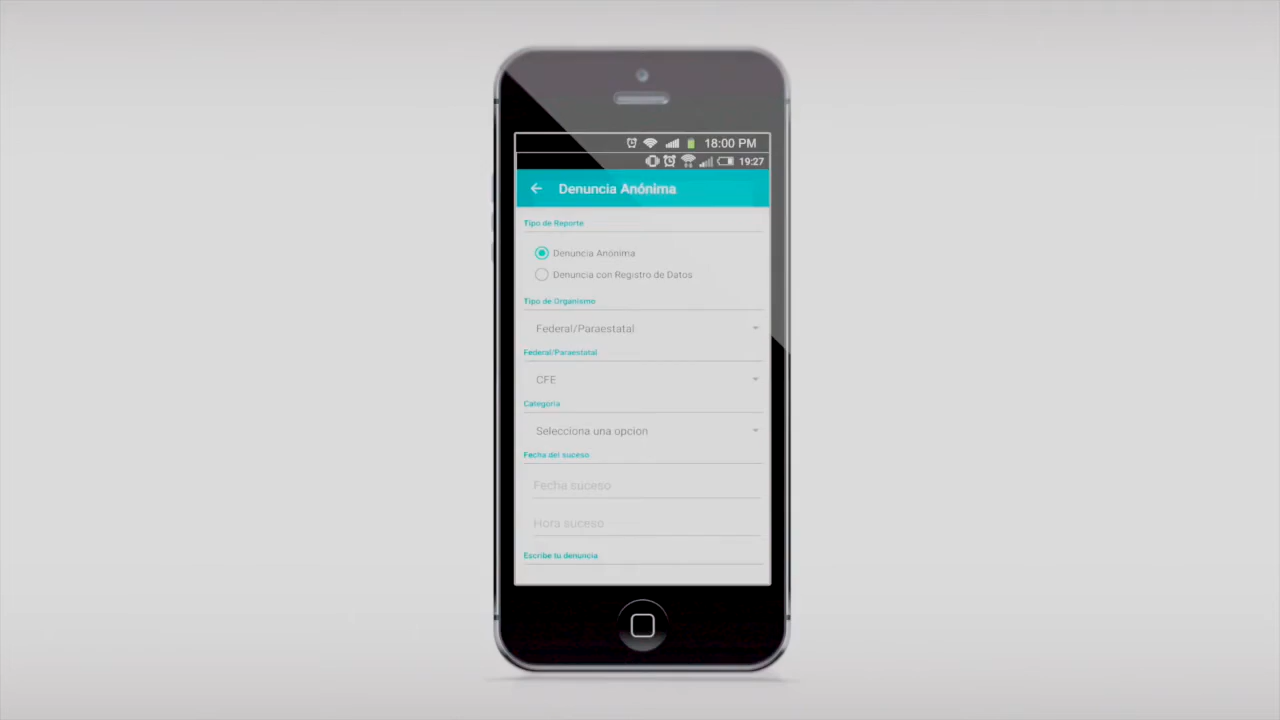 18:00 PM
19:27
Denuncia Anónima
Tipo de Reporte
Denuncia Anónima
Denuncia con Registro de Datos
Tipo de Organismo
Federal/Paraestatal
Federal/Paraestatal
CFE
Categoria
Selecciona una opcion
Fecha del suceso
Fecha suceso
Hora suceso
Escribe tu denuncia